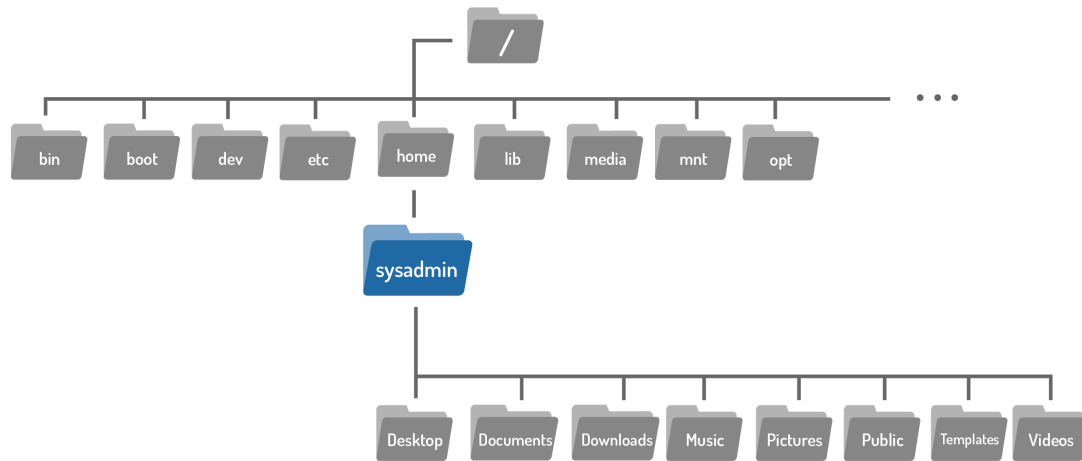 /
...
bin boot dev etc home lib media mnt opt
sysadmin
Desktop Documents Downloads Music Pictures Public Templates Videos